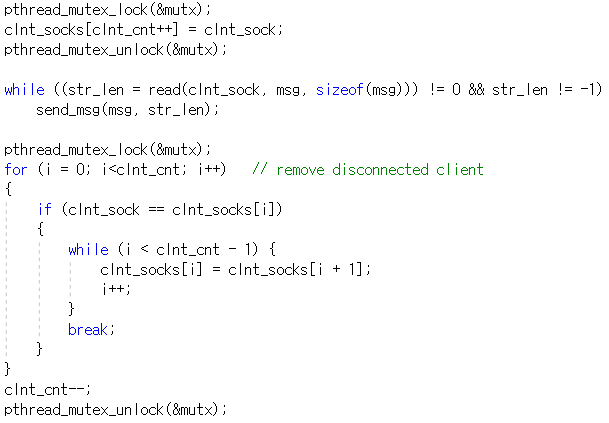 pthread_mutex_lock(&mutx);
clnt_socks[clnt_cnt++] = clnt_sock;
pthread_mutex_unlock(&mutx);

while ((str_len = read(clnt_sock, msg, sizeof(msg))) != 0 && str_len != -1)
    send_msg(msg, str_len);

pthread_mutex_lock(&mutx);
for (i = 0; i<clnt_cnt; i++)   // remove disconnected client
{
    if (clnt_sock == clnt_socks[i])
    {
        while (i < clnt_cnt - 1) {
            clnt_socks[i] = clnt_socks[i + 1];
            i++;
        }
        break;
    }
}
clnt_cnt--;
pthread_mutex_unlock(&mutx);